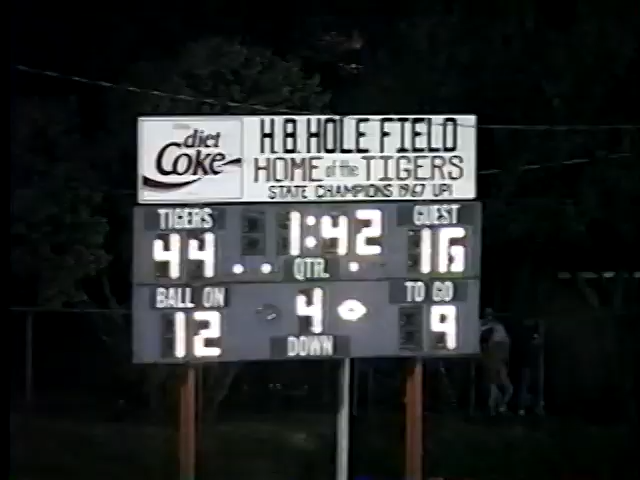 diet
Coke
H.B. HOLE FIELD
HOME of the TIGERS
STATE CHAMPIONS 1967 UPI
TIGERS
1:42
GUEST
44
QTR.
16
BALL ON
4
TO GO
12
DOWN
9